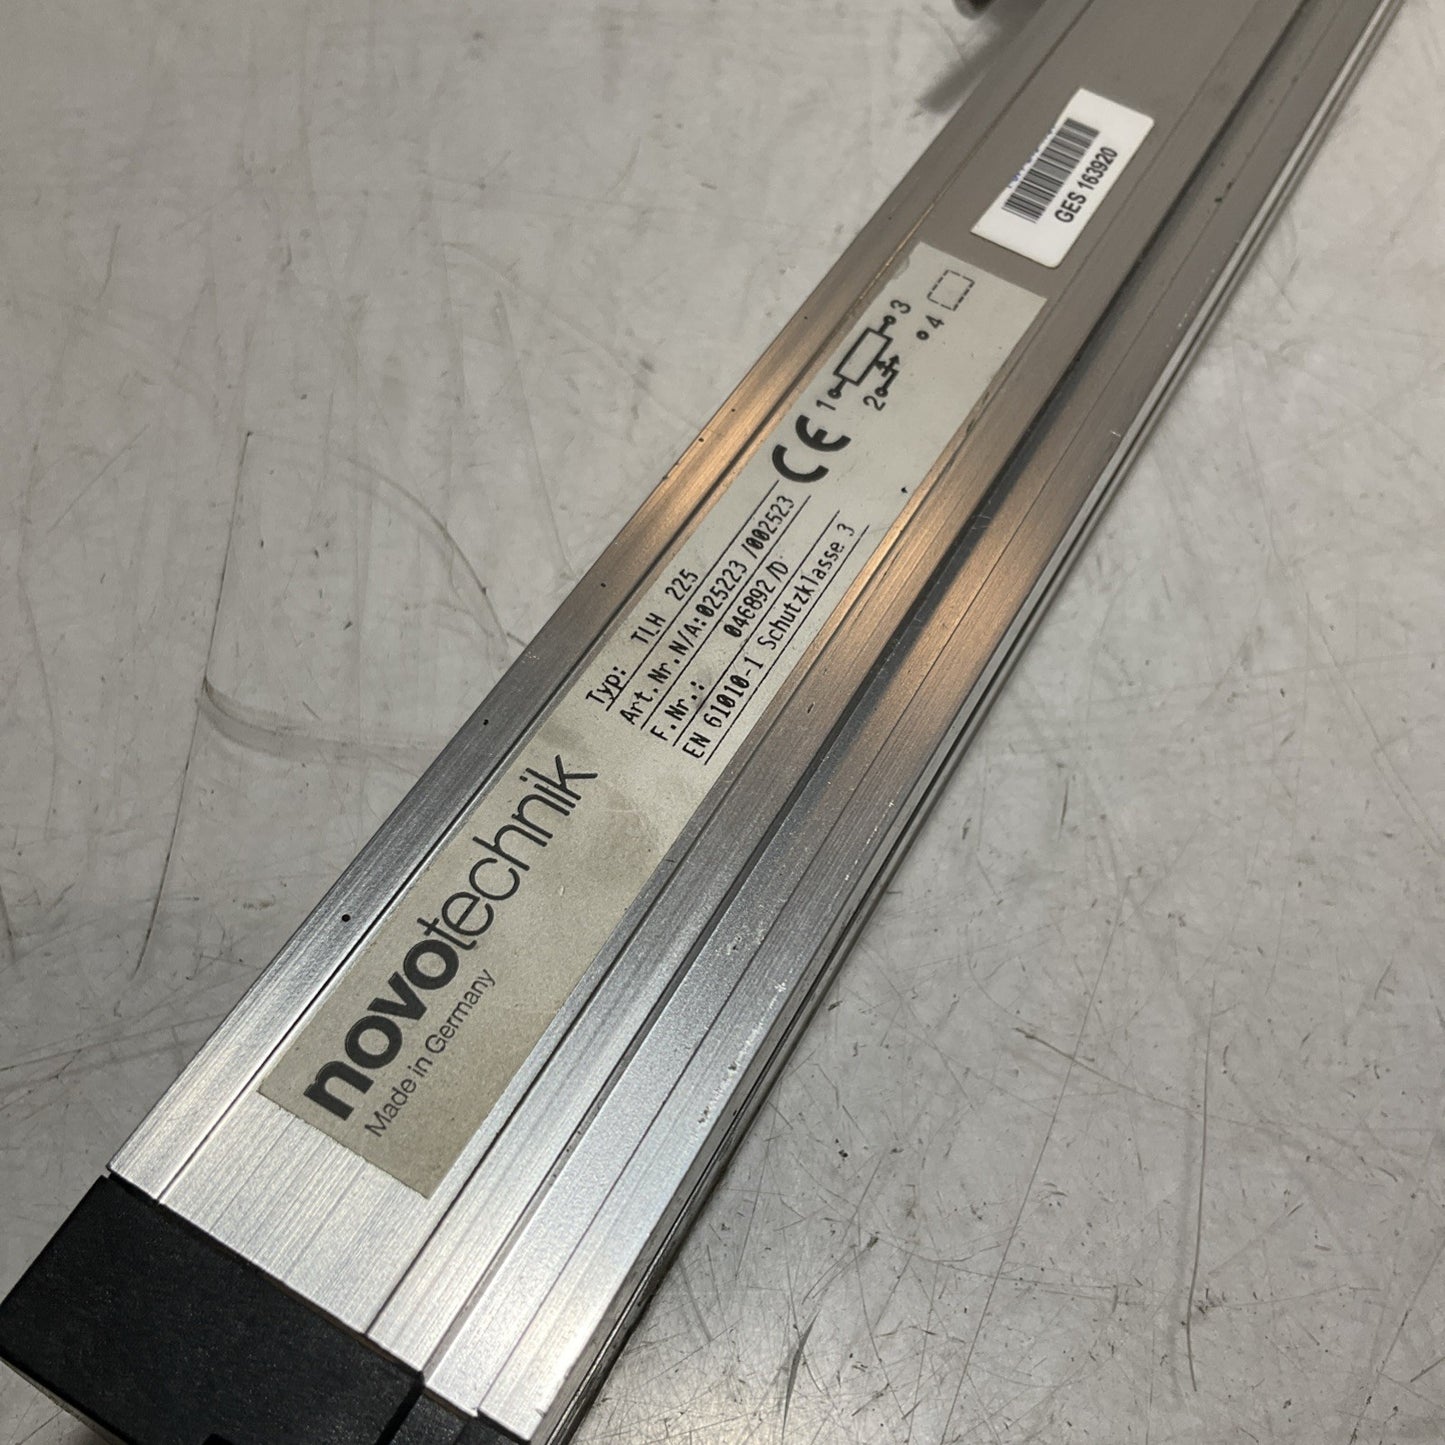 novotechnik
Made in Germany
Typ: TLH 225
Art.Nr.N/A:025223 /002523
F.Nr.: 046892 /D
EN 61010-1 Schutzklasse 3
CE
1 3
2 4
GES 163920